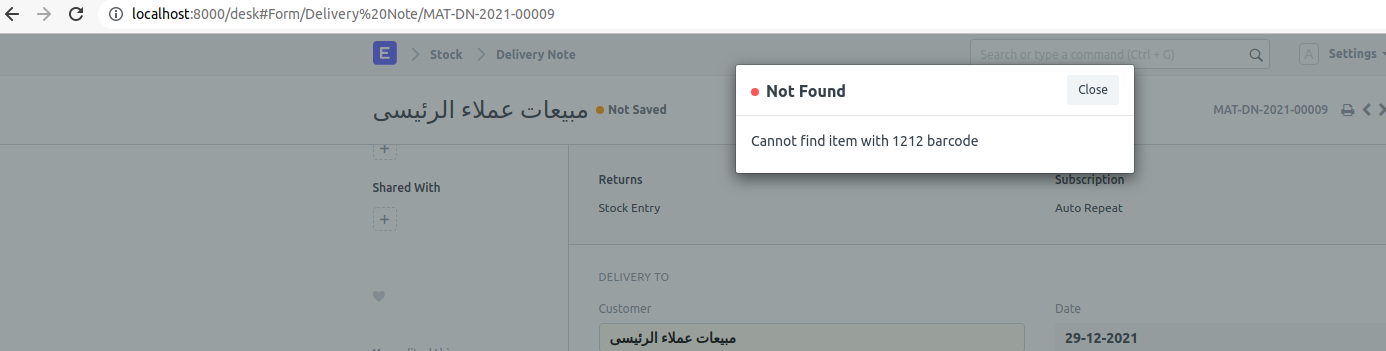 localhost:8000/desk#Form/Delivery%20Note/MAT-DN-2021-00009
E Stock Delivery Note Search or type a command (Ctrl + G) A Settings
Not Found Close
مبيعات عملاء الرئيسى Not Saved MAT-DN-2021-00009
Cannot find item with 1212 barcode
Shared With Returns Subscription
Stock Entry Auto Repeat
DELIVERY TO
Customer Date
مبيعات عملاء الرئيسى 29-12-2021